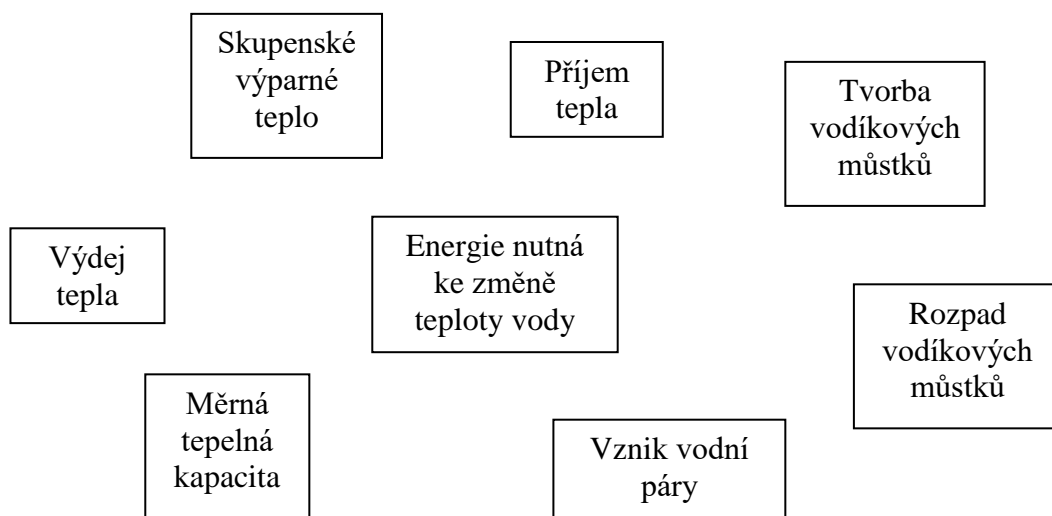 Skupenské
výparné
teplo
Příjem
tepla
Tvorba
vodíkových
můstků
Výdej
tepla
Energie nutná
ke změně
teploty vody
Rozpad
vodíkových
můstků
Měrná
tepelná
kapacita
Vznik vodní
páry